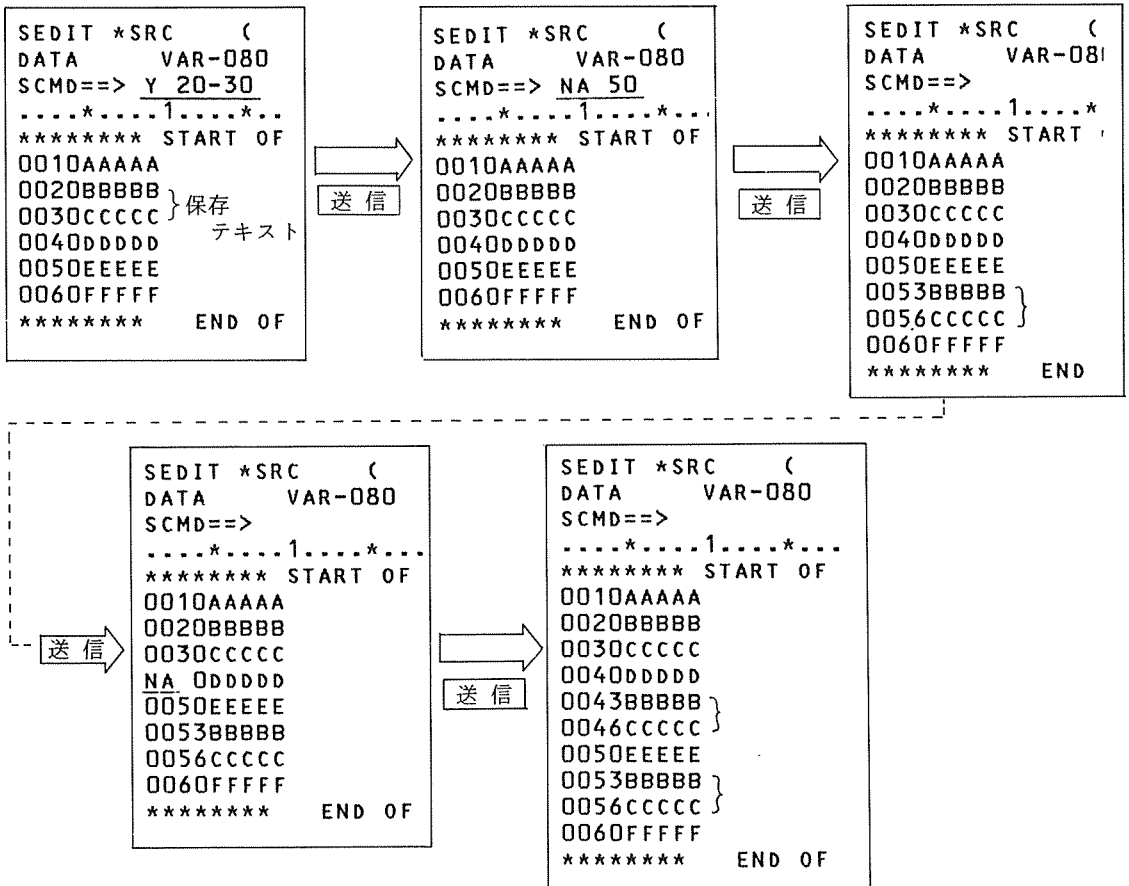 SEDIT *SRC (
DATA VAR-080
SCMD==> Y 20-30
....*....1....*..
******** START OF
0010AAAAA
0020BBBBB
0030CCCCC
0040DDDDD
0050EEEEE
0060FFFFF
******** END OF
保存
テキスト
送信
SEDIT *SRC (
DATA VAR-080
SCMD==> NA 50
....*....1....*...
******** START OF
0010AAAAA
0020BBBBB
0030CCCCC
0040DDDDD
0050EEEEE
0060FFFFF
******** END OF
送信
SEDIT *SRC (
DATA VAR-08
SCMD==>
....*....1....*
******** START
0010AAAAA
0020BBBBB
0030CCCCC
0040DDDDD
0050EEEEE
0053BBBBB
0056CCCCC
0060FFFFF
******** END
送信
SEDIT *SRC (
DATA VAR-080
SCMD==>
....*....1....*...
******** START OF
0010AAAAA
0020BBBBB
0030CCCCC
NA 0DDDDD
0050EEEEE
0053BBBBB
0056CCCCC
0060FFFFF
******** END OF
送信
SEDIT *SRC (
DATA VAR-080
SCMD==>
....*....1....*...
******** START OF
0010AAAAA
0020BBBBB
0030CCCCC
0040DDDDD
0043BBBBB
0046CCCCC
0050EEEEE
0053BBBBB
0056CCCCC
0060FFFFF
******** END OF